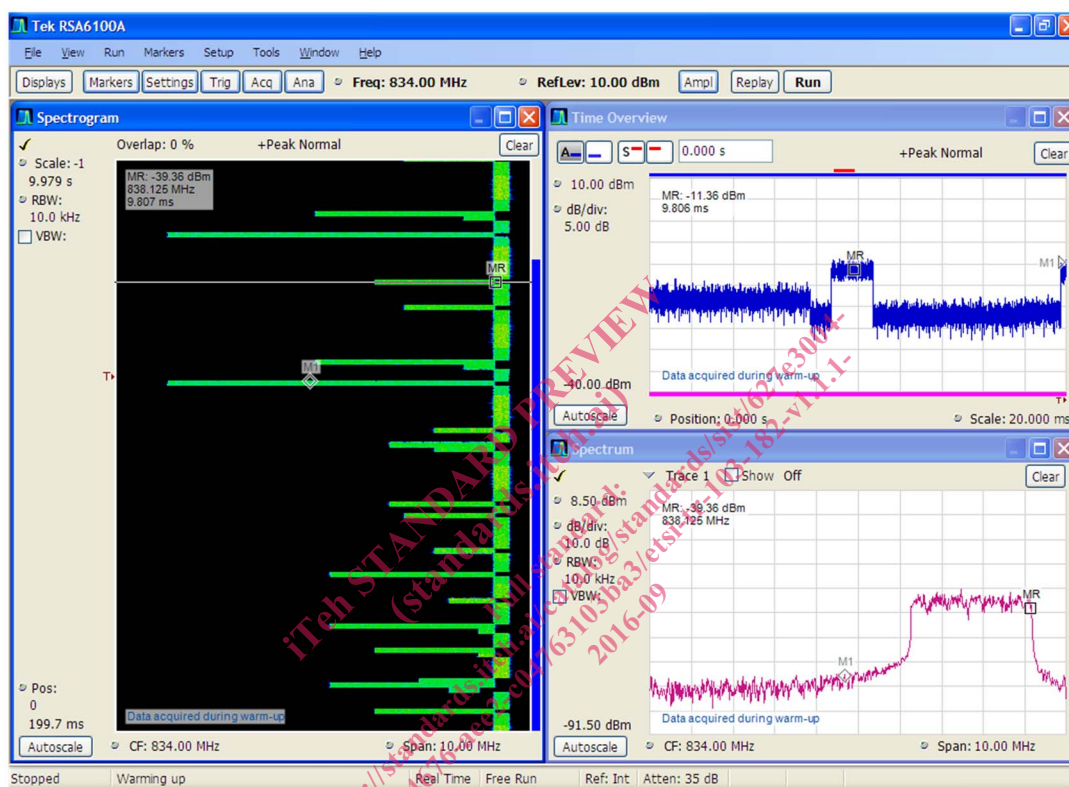 Tek RSA6100A
File View Run Markers Setup Tools Window Help
Displays Markers Settings Trig Acq Ana Freq: 834.00 MHz RefLev: 10.00 dBm Ampl Replay Run
Spectrogram
Overlap: 0 % +Peak Normal Clear
Scale: -1
9.979 s
RBW:
10.0 kHz
VBW:
MR: -39.36 dBm
838.125 MHz
9.807 ms
MR
M1
T
Pos:
0
199.7 ms
Data acquired during warm-up
Autoscale CF: 834.00 MHz Span: 10.00 MHz
Time Overview
A S 0.000 s +Peak Normal Clear
10.00 dBm
dB/div:
5.00 dB
MR: -11.36 dBm
9.806 ms
MR
M1
-40.00 dBm
Data acquired during warm-up
T
Autoscale Position: 0.000 s Scale: 20.000 ms
Spectrum
Trace 1 Show Off Clear
8.50 dBm
dB/div:
10.0 dB
RBW:
10.0 kHz
VBW:
MR: -39.36 dBm
838.125 MHz
MR
M1
-91.50 dBm
Data acquired during warm-up
Autoscale CF: 834.00 MHz Span: 10.00 MHz
Stopped Warming up Real Time Free Run Ref: Int Atten: 35 dB
iTeh STANDARD PREVIEW
(standards.iteh.ai)
Full standard:
2016-09